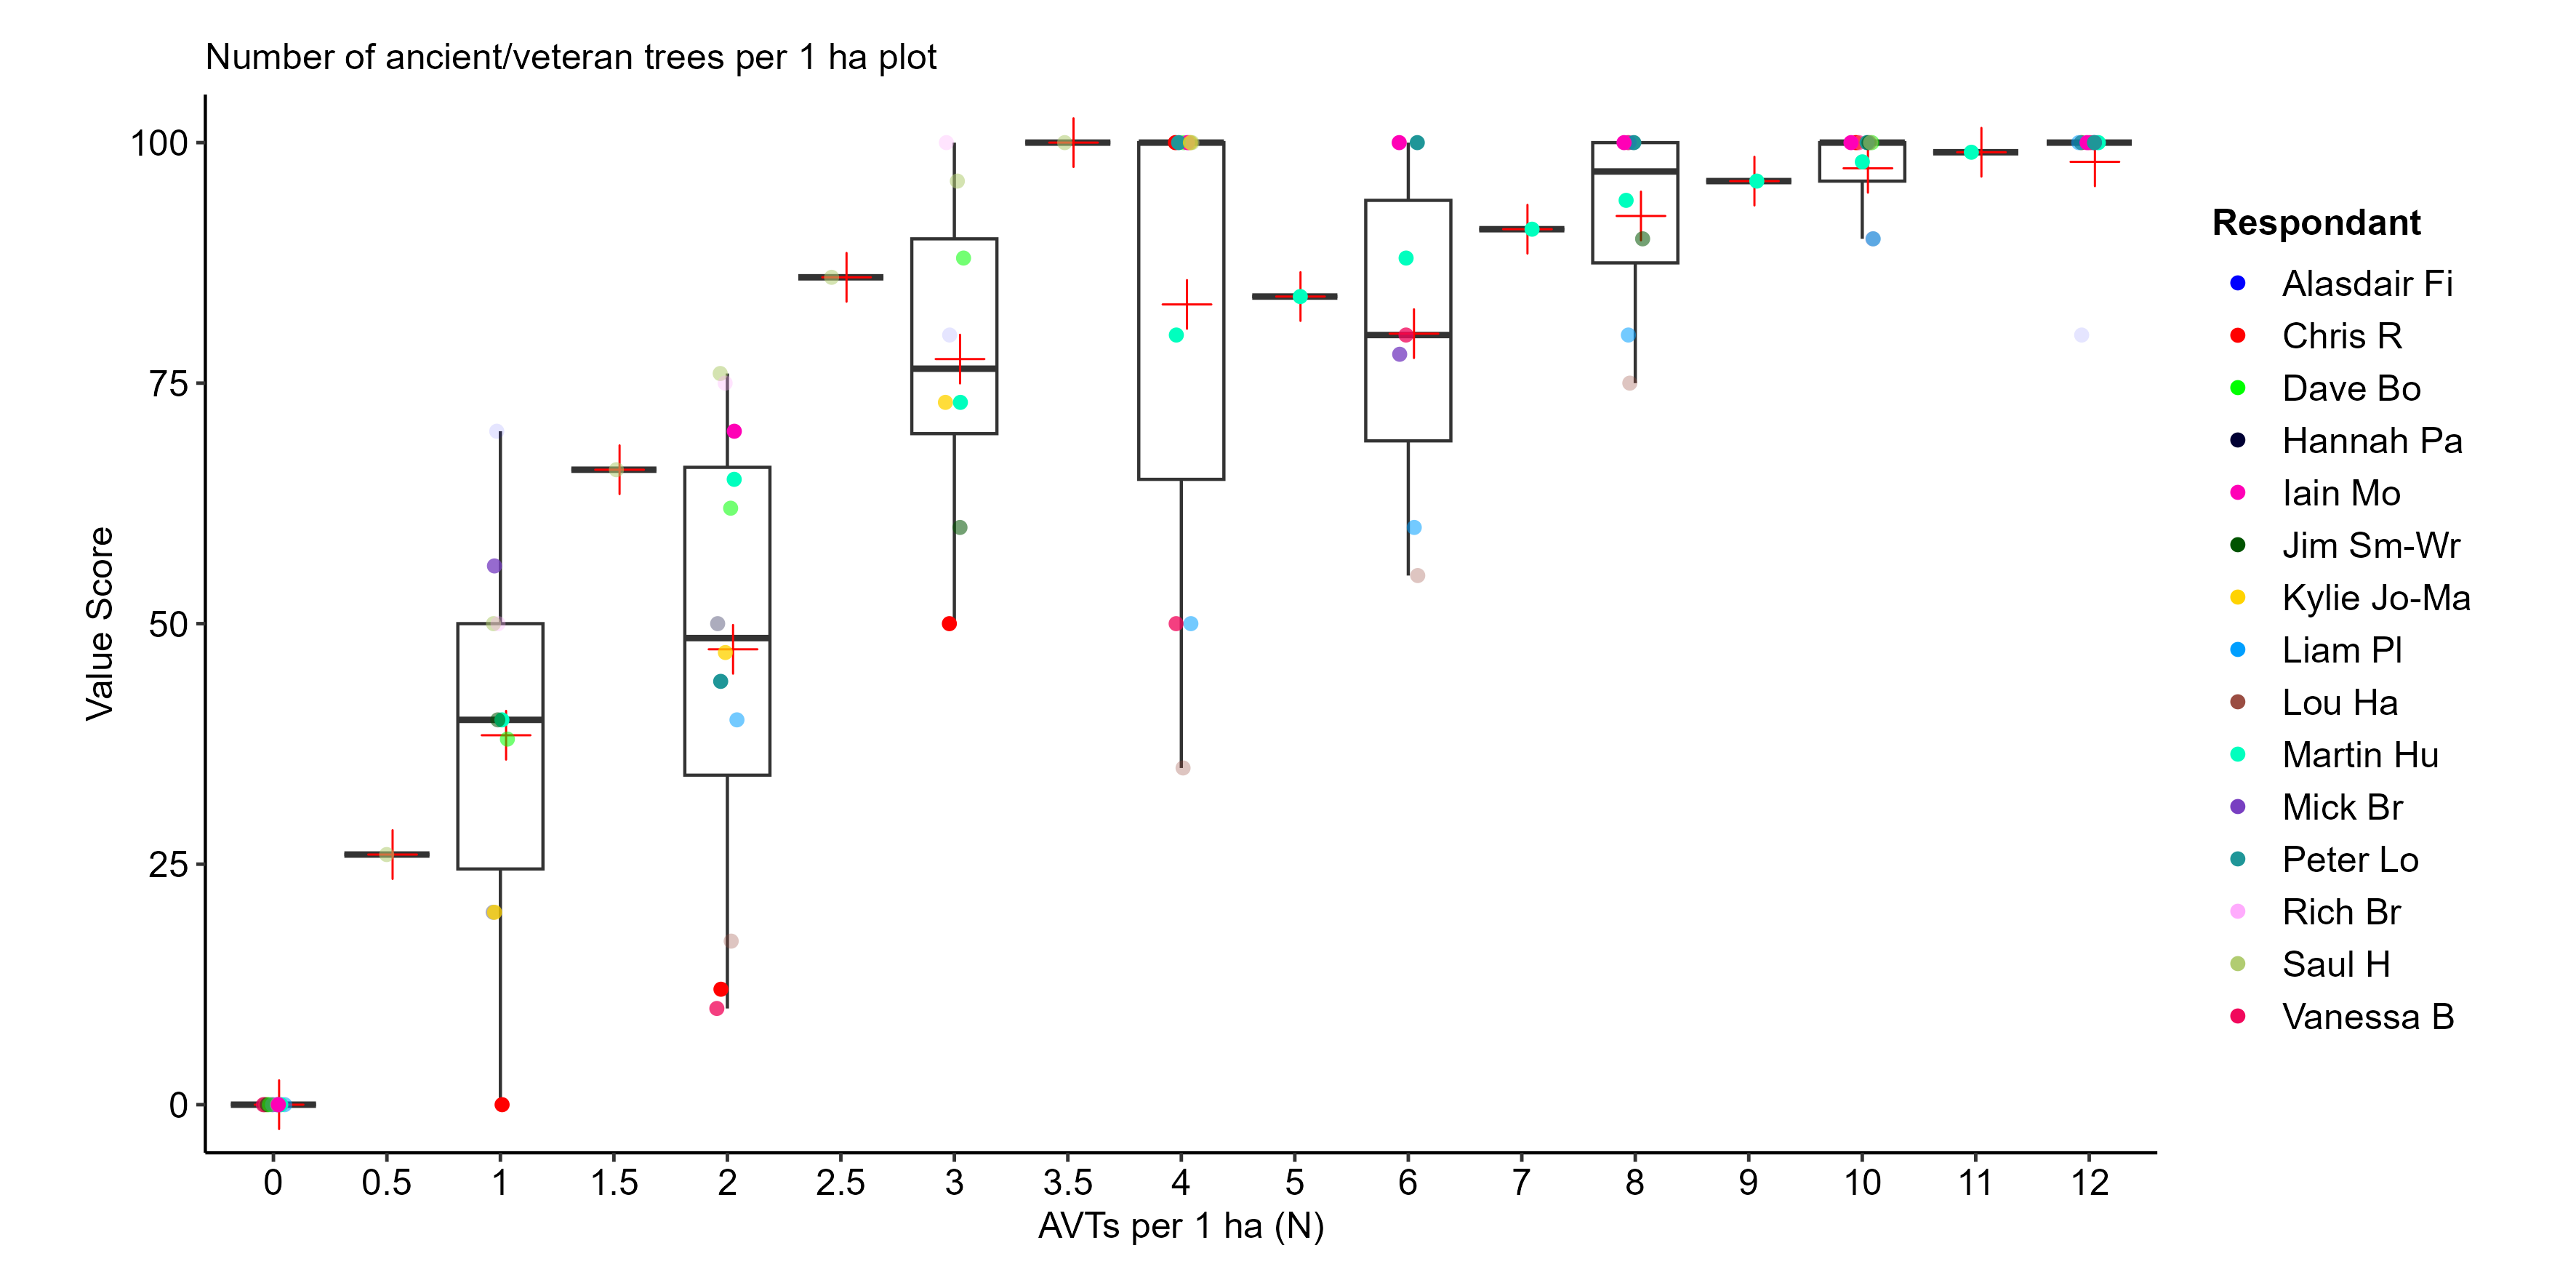 Number of ancient/veteran trees per 1 ha plot
100
75
50
25
0
Value Score
0 0.5 1 1.5 2 2.5 3 3.5 4 5 6 7 8 9 10 11 12
AVTs per 1 ha (N)
Respondant
Alasdair Fi
Chris R
Dave Bo
Hannah Pa
Iain Mo
Jim Sm-Wr
Kylie Jo-Ma
Liam Pl
Lou Ha
Martin Hu
Mick Br
Peter Lo
Rich Br
Saul H
Vanessa B